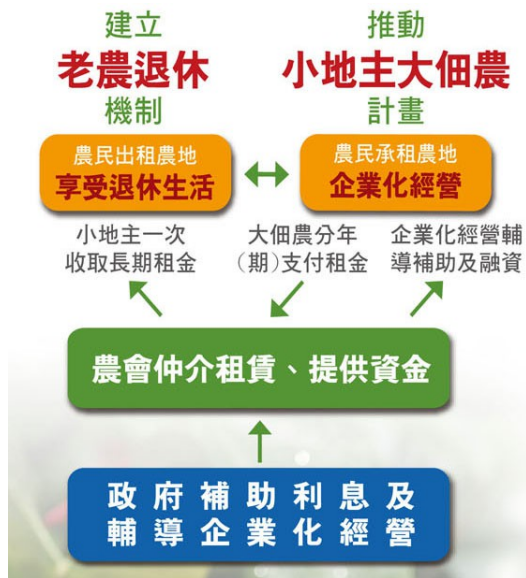 建立
老農退休
機制
推動
小地主大佃農
計畫
農民出租農地
享受退休生活
農民承租農地
企業化經營
小地主一次
收取長期租金
大佃農分年
（期）支付租金
企業化經營輔
導補助及融資
農會仲介租賃、提供資金
政府補助利息及
輔導企業化經營